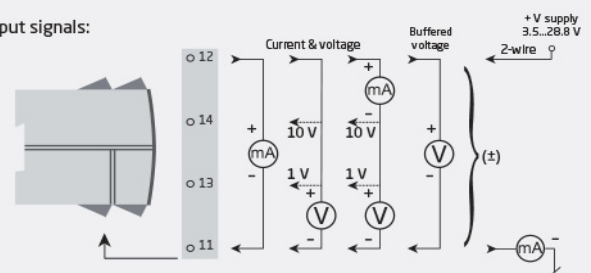 put signals:
+V supply
3.5...28.8 V
Buffered
voltage
Current & voltage
2-wire
12
14
13
11
+
mA
-
10 V
1 V
+
V
-
+
mA
-
10 V
1 V
+
V
-
+
V
-
(±)
mA
-